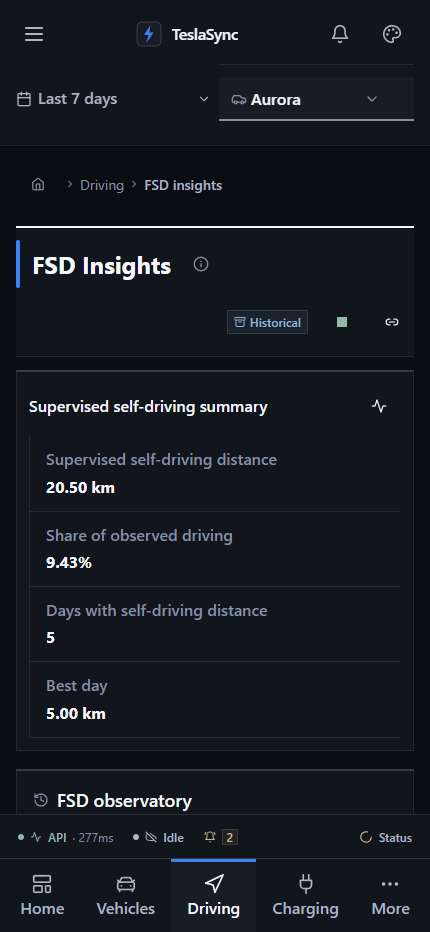 TeslaSync
Last 7 days
Aurora
Driving
FSD insights
FSD Insights
Historical
Supervised self-driving summary
Supervised self-driving distance
20.50 km
Share of observed driving
9.43%
Days with self-driving distance
5
Best day
5.00 km
FSD observatory
API · 277ms
Idle
2
Status
Home
Vehicles
Driving
Charging
More